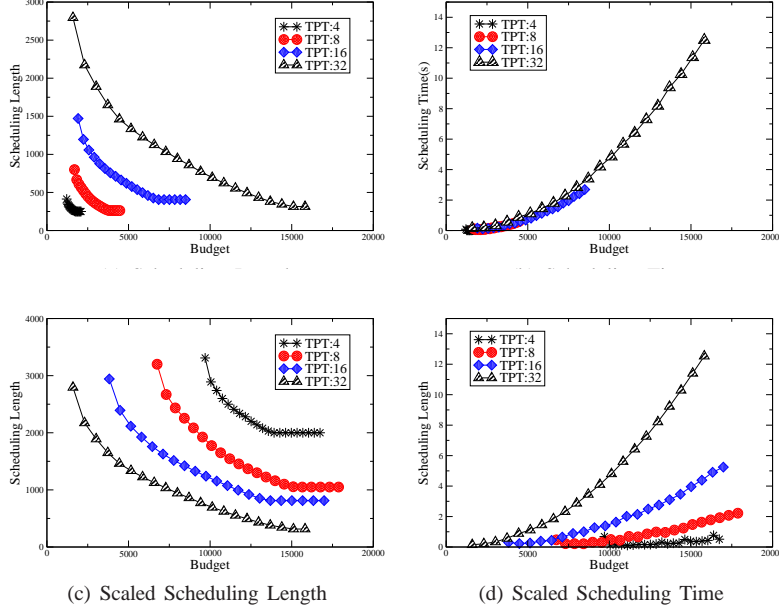 3000
2500
2000
1500
1000
500
0
Scheduling Length
TPT:4
TPT:8
TPT:16
TPT:32
0
5000
10000
15000
20000
Budget
14
12
10
8
6
4
2
0
Scheduling Time(s)
TPT:4
TPT:8
TPT:16
TPT:32
0
5000
10000
15000
2000
Budget
4000
3000
2000
1000
0
Scheduling Length
TPT:4
TPT:8
TPT:16
TPT:32
0
5000
10000
15000
20000
Budget
(c) Scaled Scheduling Length
14
12
10
8
6
4
2
0
Scheduling Length
TPT:4
TPT:8
TPT:16
TPT:32
0
5000
10000
15000
2000
Budget
(d) Scaled Scheduling Time